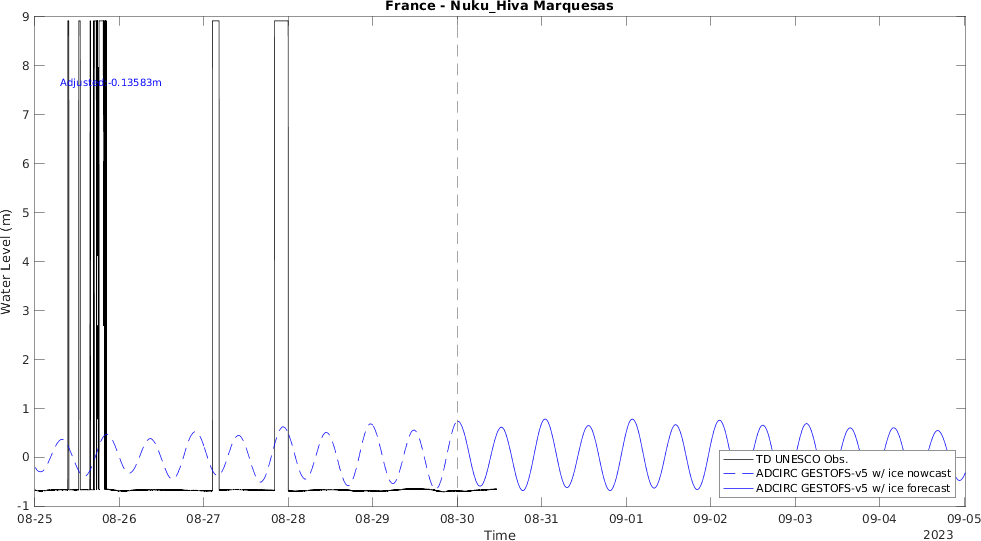 France - Nuku_Hiva Marquesas
9
8
7
6
5
4
3
2
1
0
-1
Water Level (m)
Adjusted -0.13583m
TD UNESCO Obs.
ADCIRC GESTOFS-v5 w/ ice nowcast
ADCIRC GESTOFS-v5 w/ ice forecast
08-25 08-26 08-27 08-28 08-29 08-30 08-31 09-01 09-02 09-03 09-04 09-05
Time
2023